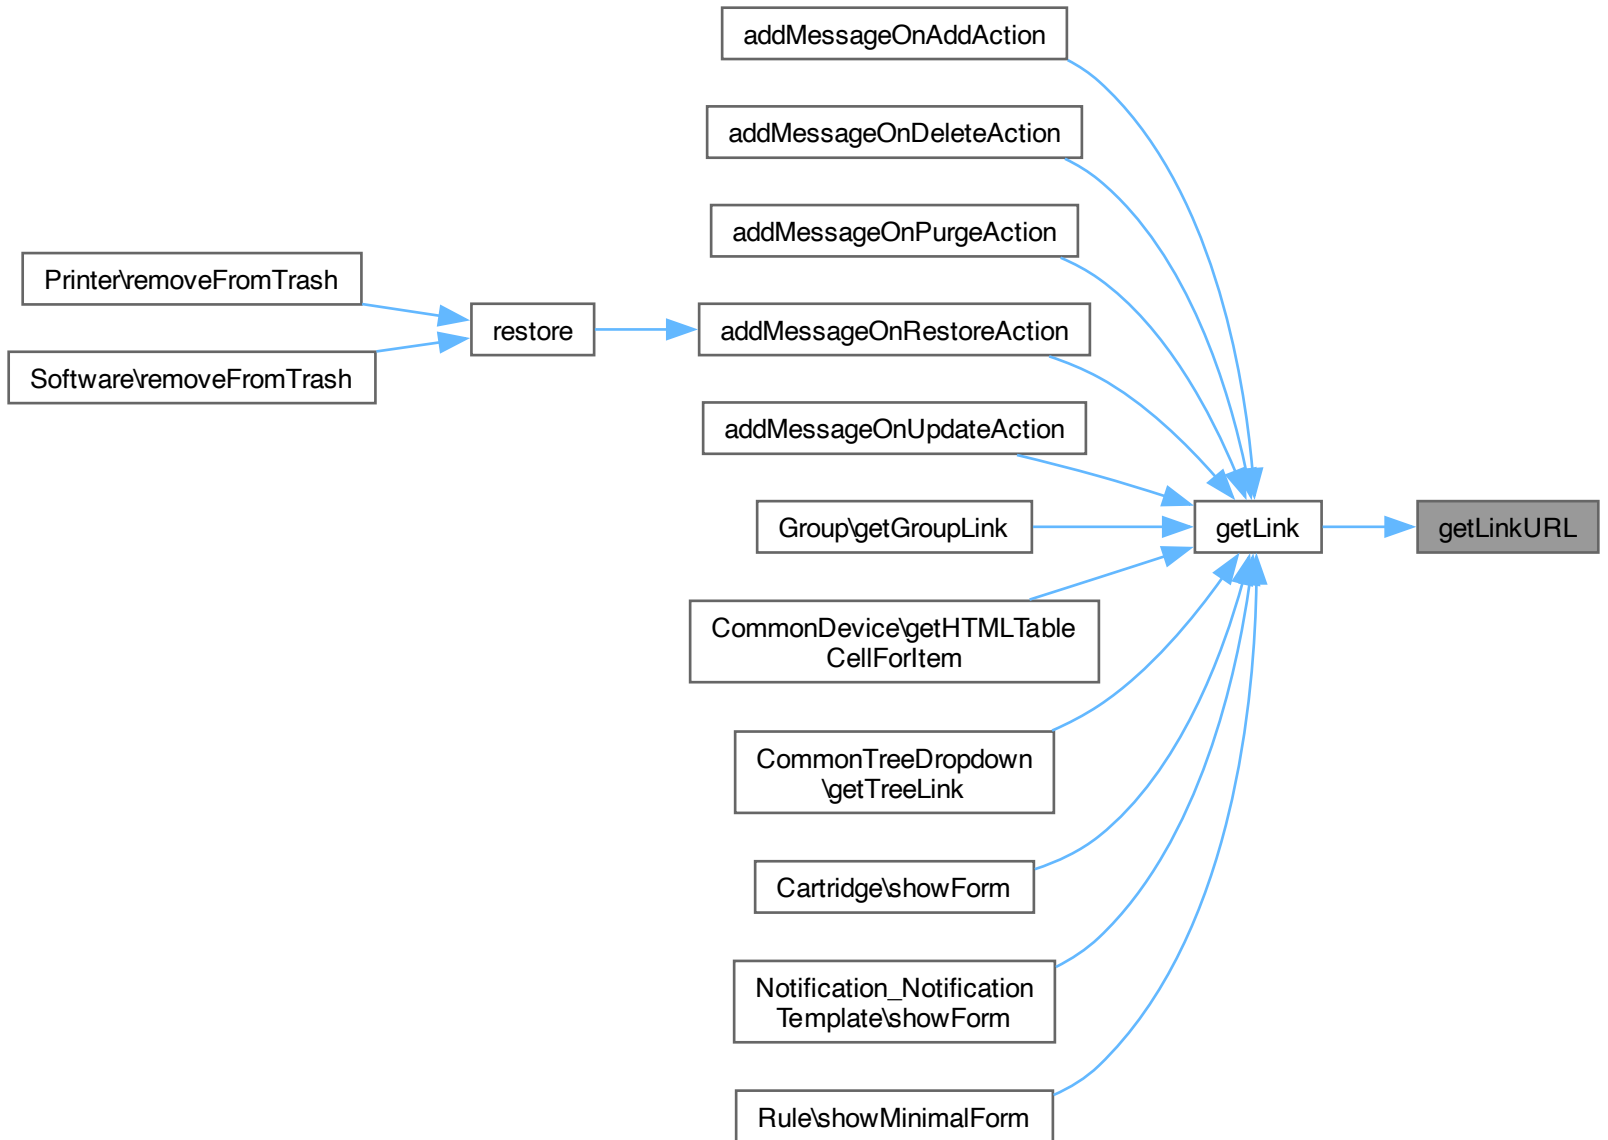 addMessageOnAddAction
addMessageOnDeleteAction
addMessageOnPurgeAction
Printer\removeFromTrash
restore
addMessageOnRestoreAction
Software\removeFromTrash
addMessageOnUpdateAction
Group\getGroupLink
getLink
getLinkURL
CommonDevice\getHTMLTable
CellForItem
CommonTreeDropdown
\getTreeLink
Cartridge\showForm
Notification_Notification
Template\showForm
Rule\showMinimalForm